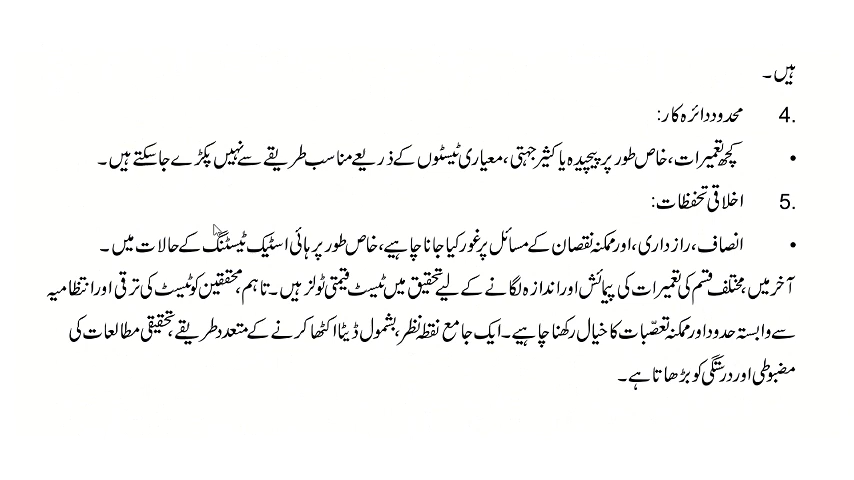 ہیں ۔
4. محدود دائرہ کار:
• کچھ تعمیرات، خاص طور پر پیچیدہ یا کثیر جہتی، معیاری ٹیسٹوں کے ذریعے مناسب طریقے سے نہیں پکڑے جا سکتے ہیں ۔
5. اخلاقی تحفظات:
• انصاف، رازداری، اور ممکنہ نقصان کے مسائل پر غور کیا جانا چاہیے، خاص طور پر ہائی اسٹیک ٹیسٹنگ کے حالات میں ۔
آخر میں، مختلف قسم کی تعمیرات کی پیمائش اور اندازہ لگانے کے لیے تحقیق میں ٹیسٹ قیمتی ٹولز ہیں ۔ تاہم، محققین کو ٹیسٹ کی ترقی اور انتظامیہ
سے وابستہ حدود اور ممکنہ تعصّبات کا خیال رکھنا چاہیے۔ ایک جامع نقطہ نظر، بشمول ڈیٹا اکٹھا کرنے کے متعدد طریقے، تحقیقی مطالعات کی
مضبوطی اور درستگی کو بڑھاتا ہے ۔